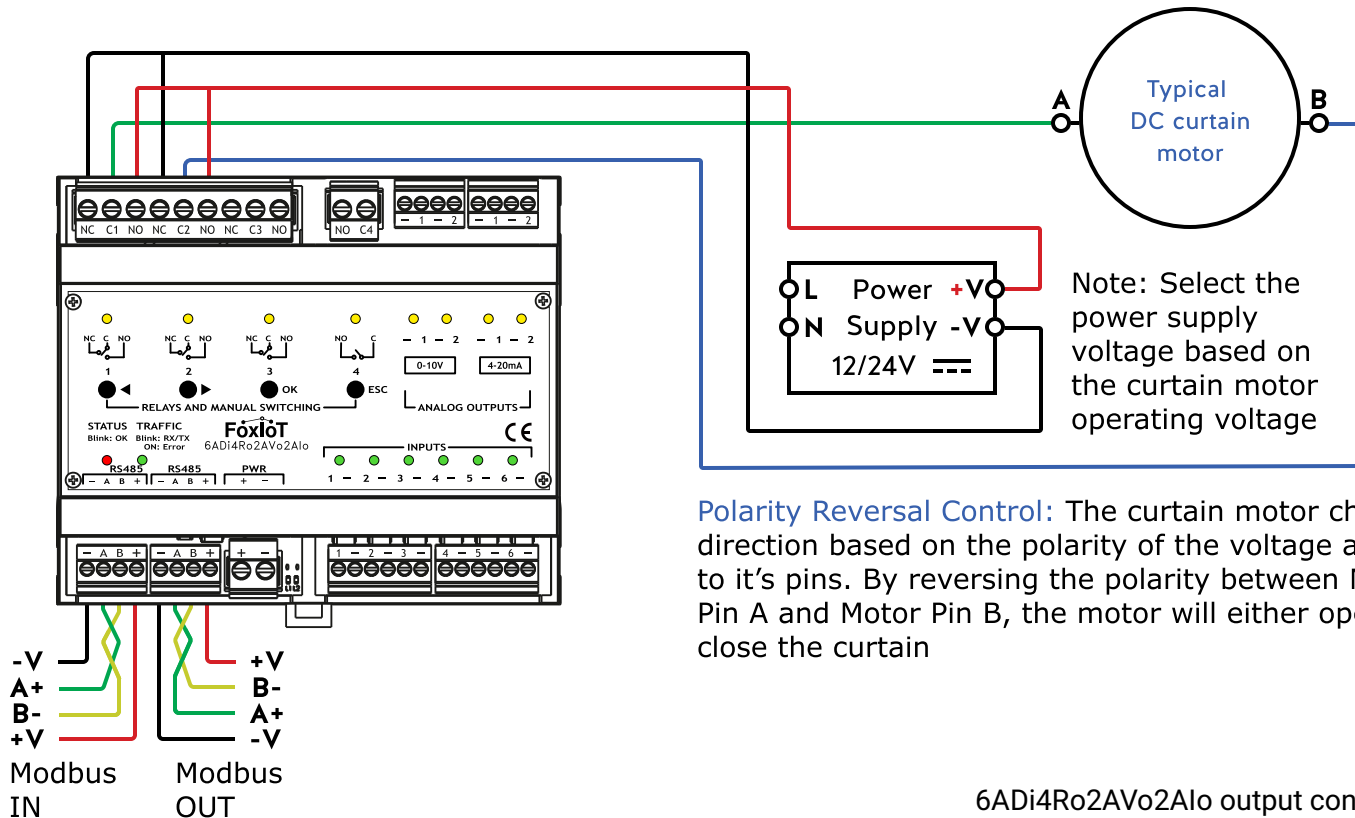 A
B
Typical
DC curtain
motor
NC C1 NO NC C2 NO NC C3 NO
NO C4
– 1 – 2
– 1 – 2
L Power +V
N Supply -V
12/24V
Note: Select the
power supply
voltage based on
the curtain motor
operating voltage
NC C NO
NC C NO
NC C NO
NO C
– 1 – 2
– 1 – 2
0-10V
4-20mA
1 2 3 4
OK
ESC
RELAYS AND MANUAL SWITCHING
ANALOG OUTPUTS
STATUS
Blink: OK
TRAFFIC
Blink: RX/TX
ON: Error
FoxIoT
6ADi4Ro2AVo2AIo
CE
INPUTS
RS485
– A B +
RS485
– A B +
PWR
+ –
1 – 2 – 3 – 4 – 5 – 6 –
– A B +
– A B +
+ –
1 – 2 – 3 –
4 – 5 – 6 –
Polarity Reversal Control: The curtain motor ch
direction based on the polarity of the voltage a
to it’s pins. By reversing the polarity between
Pin A and Motor Pin B, the motor will either ope
close the curtain
-V
A+
B-
+V
+V
B-
A+
-V
Modbus
IN
Modbus
OUT
6ADi4Ro2AVo2AIo output con